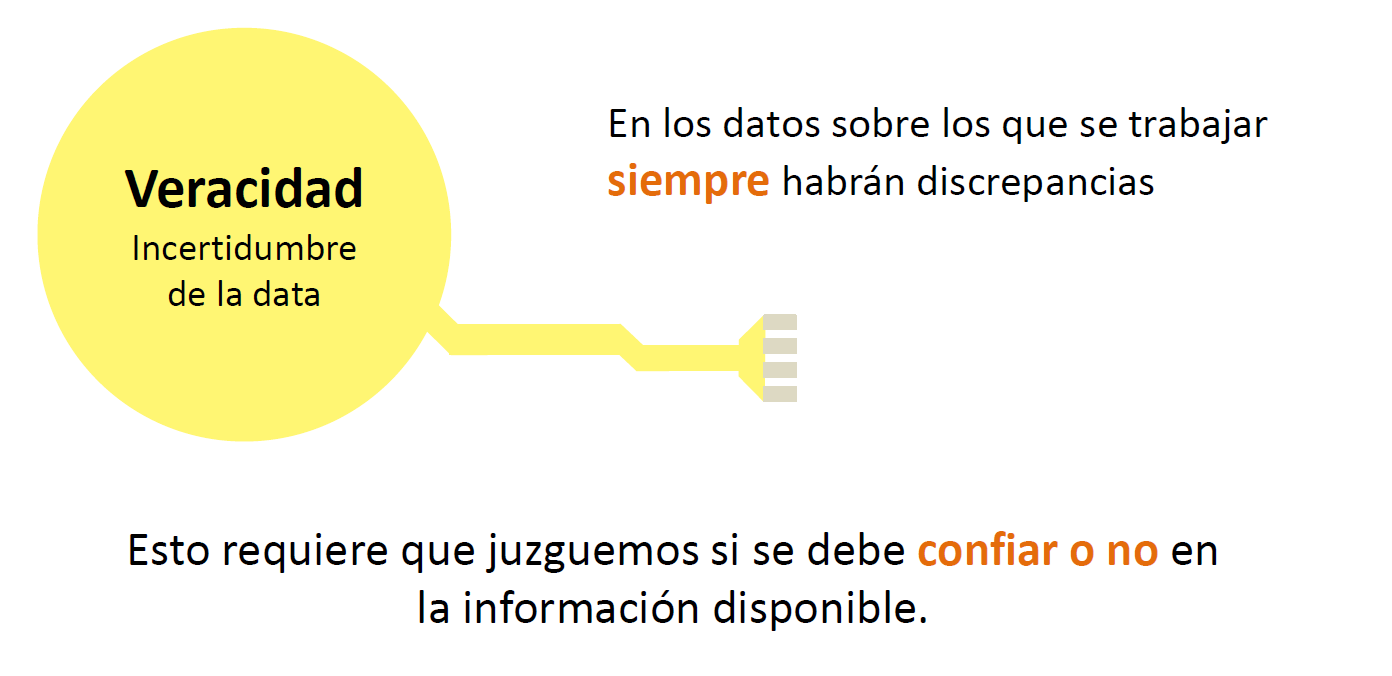 Veracidad
Incertidumbre
de la data
En los datos sobre los que se trabajar
siempre habrán discrepancias
Esto requiere que juzguemos si se debe confiar o no en
la información disponible.